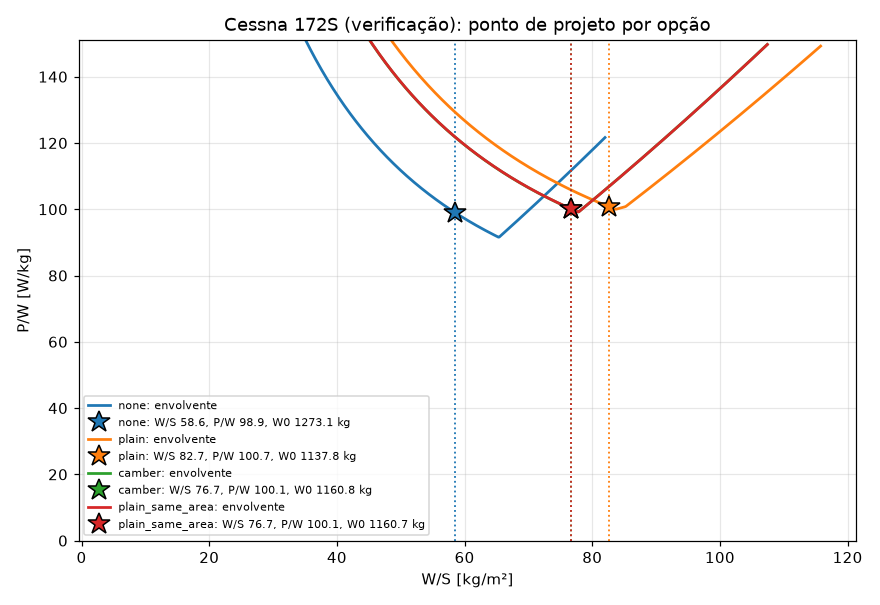 Cessna 172S (verificação): ponto de projeto por opção
P/W [W/kg]
140
120
100
80
60
40
20
0
none: envolvente
none: W/S 58.6, P/W 98.9, W0 1273.1 kg
plain: envolvente
plain: W/S 82.7, P/W 100.7, W0 1137.8 kg
camber: envolvente
camber: W/S 76.7, P/W 100.1, W0 1160.8 kg
plain_same_area: envolvente
plain_same_area: W/S 76.7, P/W 100.1, W0 1160.7 kg
0 20 40 60 80 100 120
W/S [kg/m²]